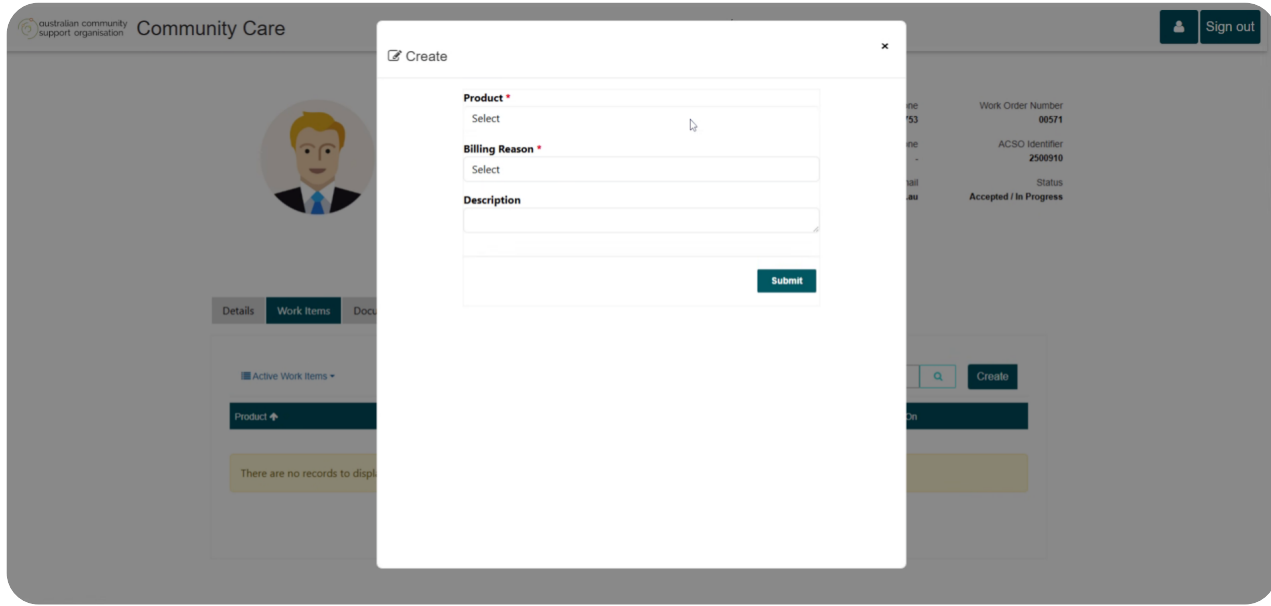 australian community
support organisation
Community Care
Sign out
Create
×
Product *
Select
Billing Reason *
Select
Description
Submit
Work Order Number
00571
ACSO Identifier
2500910
Status
Accepted / In Progress
Details
Work Items
Active Work Items
Create
Product
There are no records to